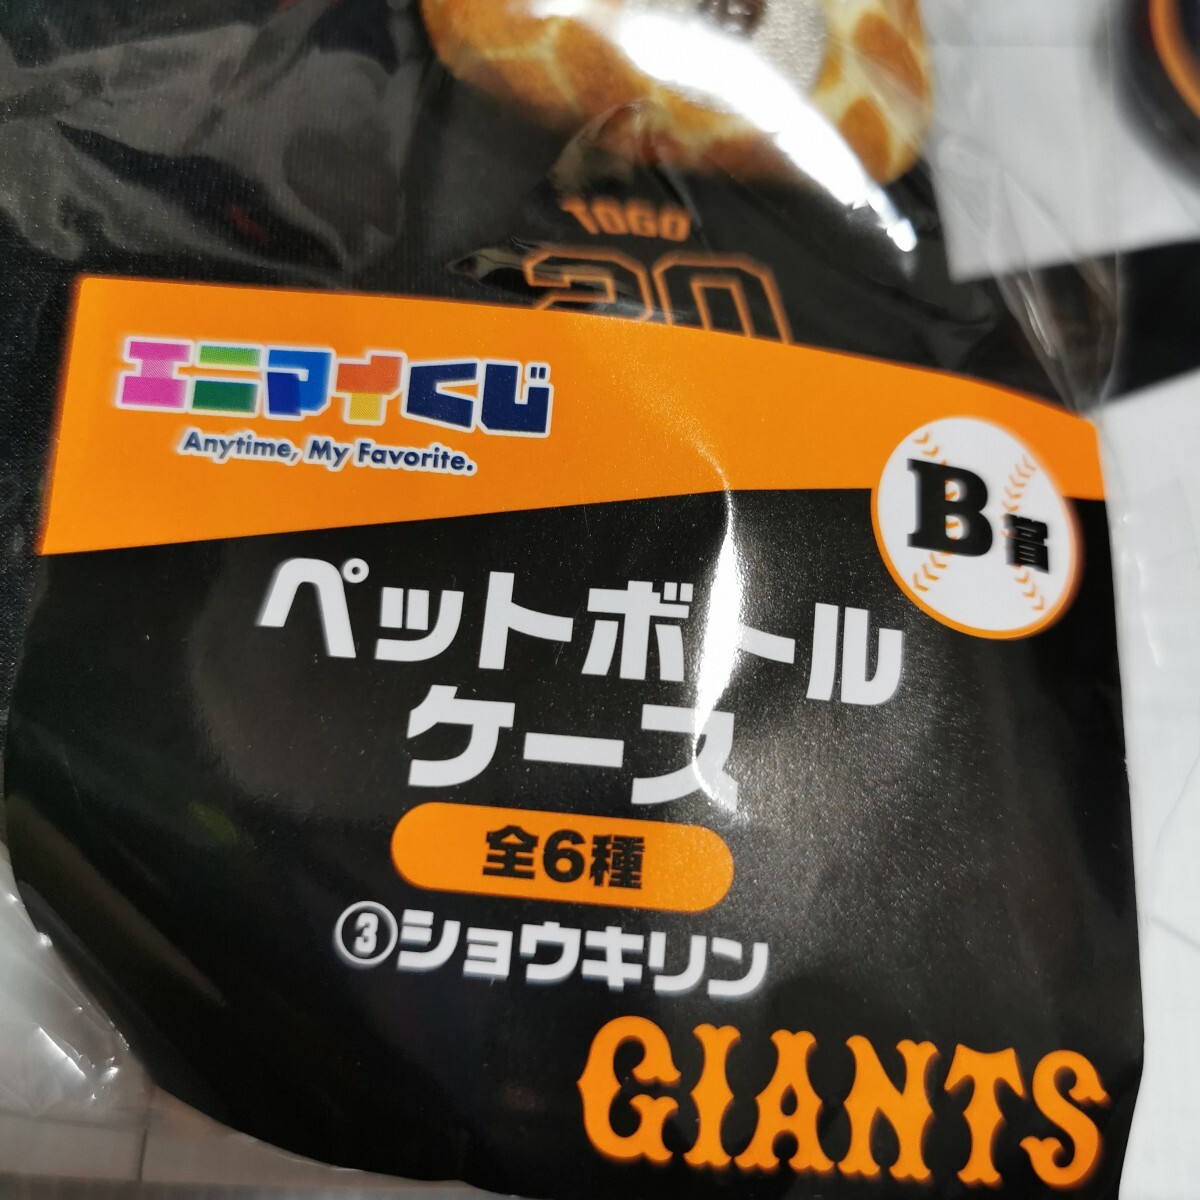 TOGO
20
エニマイくじ
Anytime, My Favorite.
B賞
ペットボトル
ケース
全6種
③ショウキリン
GIANTS